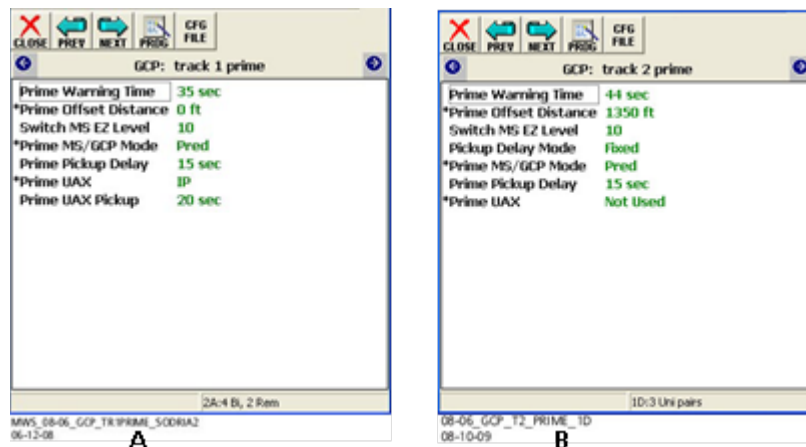 CLOSE PREV NEXT PROG CFG FILE
GCP: track 1 prime
Prime Warning Time 35 sec
*Prime Offset Distance 0 ft
Switch MS EZ Level 10
*Prime MS/GCP Mode Pred
Prime Pickup Delay 15 sec
*Prime UAX IP
Prime UAX Pickup 20 sec
2A:4 Bi, 2 Rem
MWS_08-06_GCP_TR1PRIME_SODRIA2
06-12-08
A
CLOSE PREV NEXT PROG CFG FILE
GCP: track 2 prime
Prime Warning Time 44 sec
*Prime Offset Distance 1350 ft
Switch MS EZ Level 10
Pickup Delay Mode Fixed
*Prime MS/GCP Mode Pred
Prime Pickup Delay 15 sec
*Prime UAX Not Used
1D:3 Uni pairs
08-06_GCP_T2_PRIME_1D
08-10-09
B